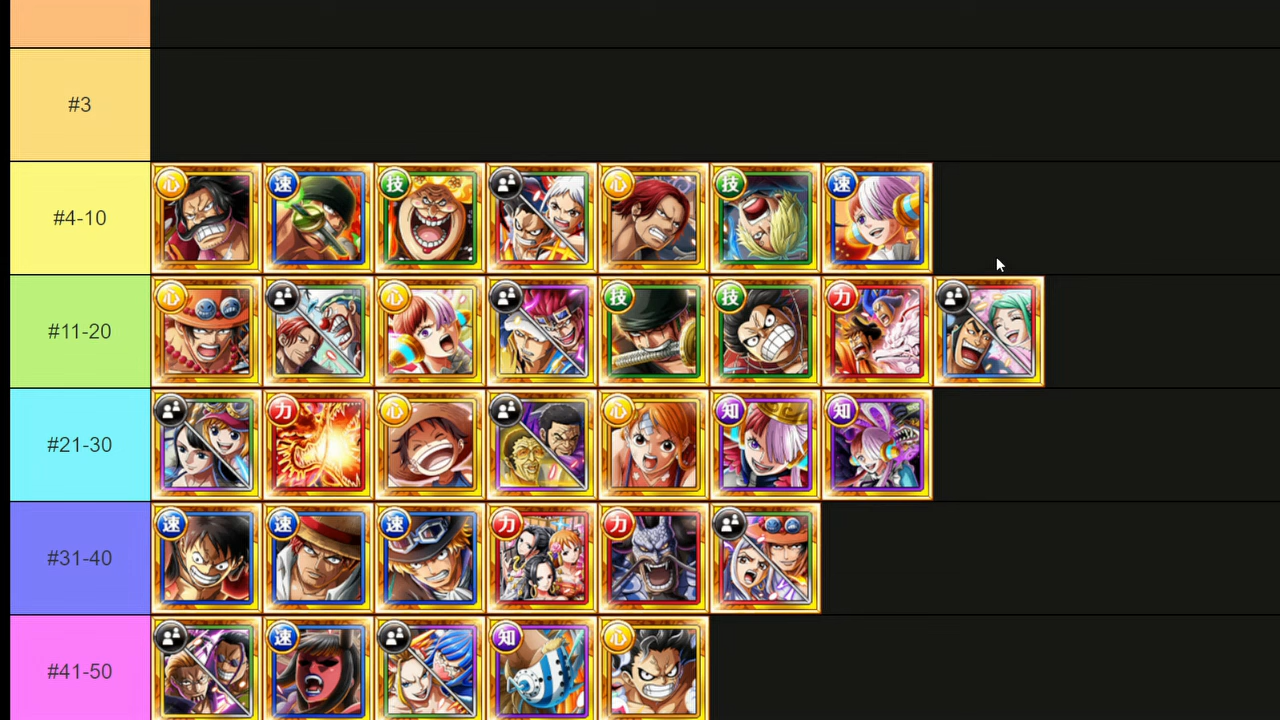 #3
#4-10
心 速 技 心 技 速
#11-20
心 心 技 技 力
#21-30
力 心 心 知 知
#31-40
速 速 速 力 力
#41-50
速 知 心